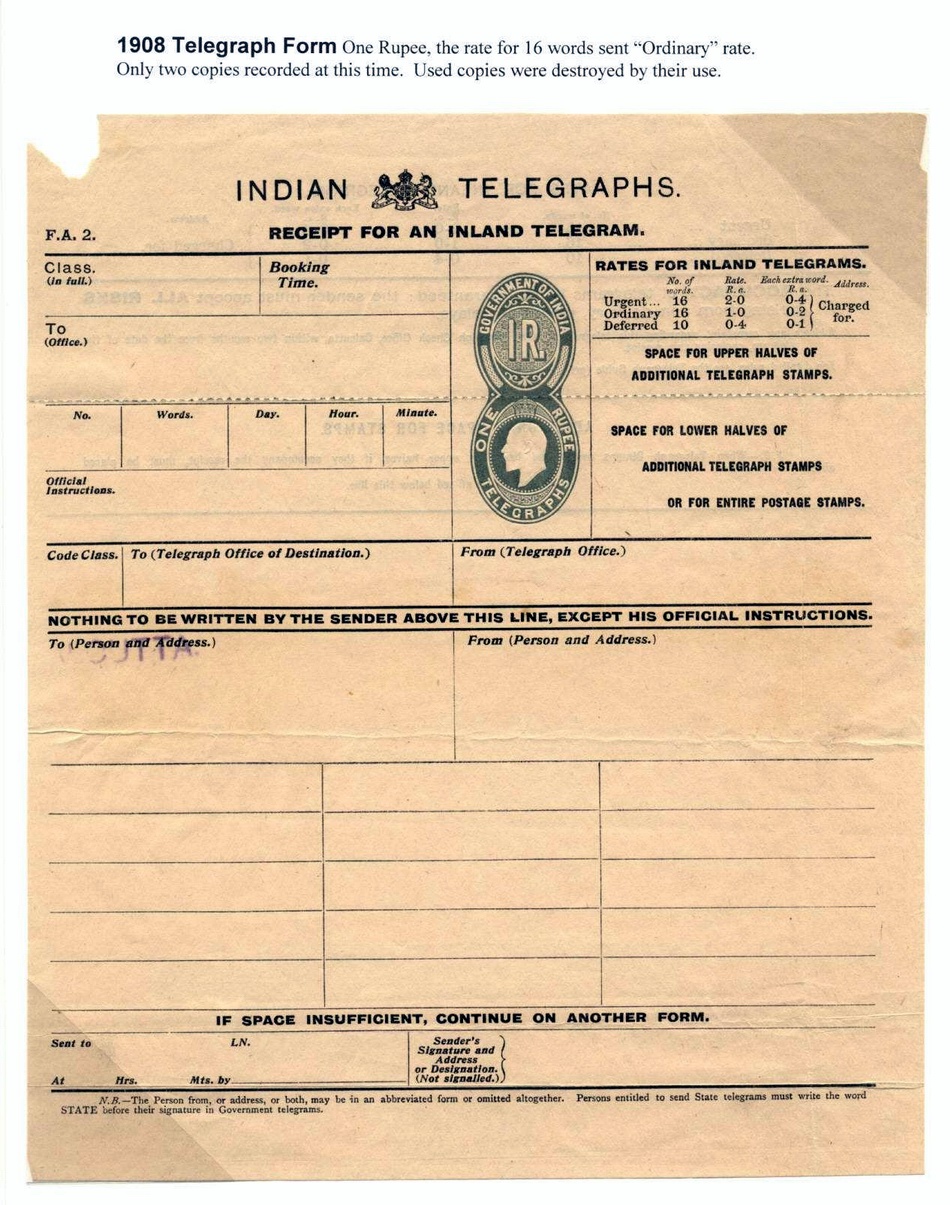 1908 Telegraph Form One Rupee, the rate for 16 words sent “Ordinary” rate.
Only two copies recorded at this time. Used copies were destroyed by their use.
INDIAN TELEGRAPHS.
F.A. 2.
RECEIPT FOR AN INLAND TELEGRAM.
Class.
(In full.)
Booking
Time.
To
(Office.)
GOVERNMENT OF INDIA
1R.
ONE RUPEE
TELEGRAPHS
RATES FOR INLAND TELEGRAMS.
No. of words. Rate. R. a. Each extra word. R. a. Address.
Urgent... 16 2-0 0-4
Ordinary 16 1-0 0-2
Deferred 10 0-4 0-1
Charged for.
SPACE FOR UPPER HALVES OF
ADDITIONAL TELEGRAPH STAMPS.
No. Words. Day. Hour. Minute.
SPACE FOR LOWER HALVES OF
ADDITIONAL TELEGRAPH STAMPS
OR FOR ENTIRE POSTAGE STAMPS.
Official
Instructions.
Code Class. To (Telegraph Office of Destination.) From (Telegraph Office.)
NOTHING TO BE WRITTEN BY THE SENDER ABOVE THIS LINE, EXCEPT HIS OFFICIAL INSTRUCTIONS.
To (Person and Address.) From (Person and Address.)
IF SPACE INSUFFICIENT, CONTINUE ON ANOTHER FORM.
Sent to LN.
At Hrs. Mts. by
Sender's
Signature and
Address
or Designation.
(Not signalled.)
N.B.—The Person from, or address, or both, may be in an abbreviated form or omitted altogether. Persons entitled to send State telegrams must write the word
STATE before their signature in Government telegrams.